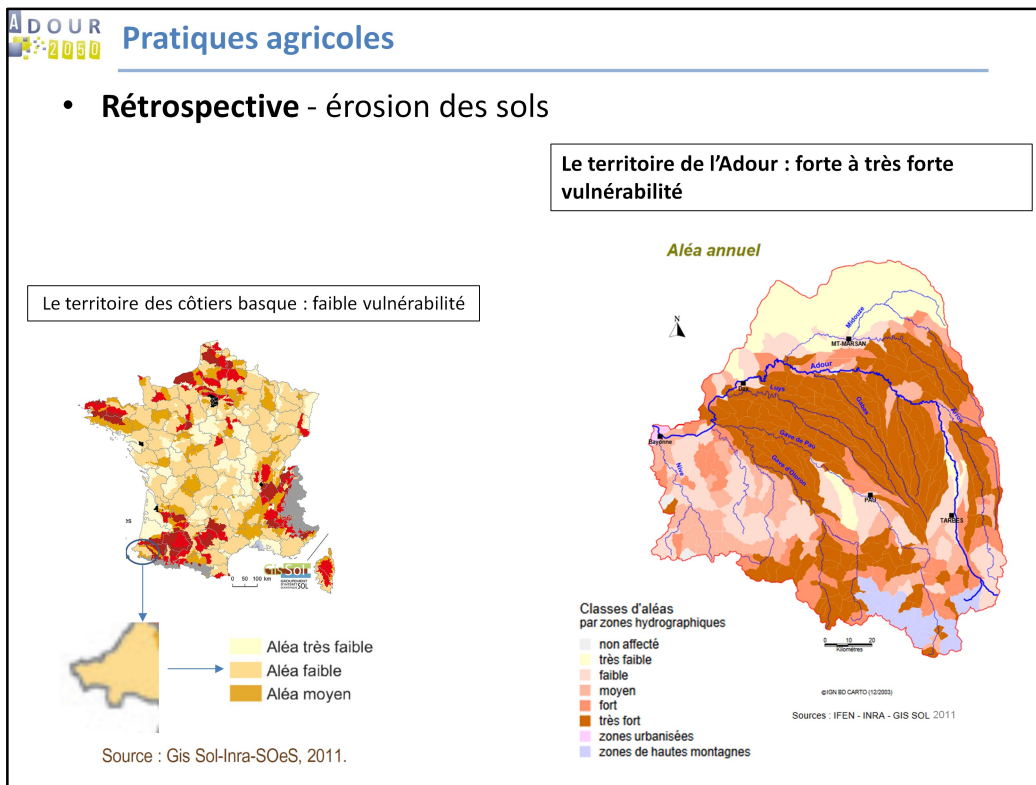 ADOUR
2050
Pratiques agricoles
• Rétrospective - érosion des sols
Le territoire de l'Adour : forte à très forte
vulnérabilité
Le territoire des côtiers basque : faible vulnérabilité
Aléa annuel
N
Midouze
MT-MARSAN
Adour
Dax
Luys
Gabas
Arros
Bayonne
Gave de Pau
Gave d'Oloron
Nive
PAU
TARBES
es
Gis Sol
GROUPEMENT
D'INTERET
SOL
0 50 100 km
Aléa très faible
Aléa faible
Aléa moyen
Source : Gis Sol-Inra-SOeS, 2011.
Classes d'aléas
par zones hydrographiques
non affecté
très faible
faible
moyen
fort
très fort
zones urbanisées
zones de hautes montagnes
0 10 20
Kilomètres
©IGN BD CARTO (12/2003)
Sources : IFEN - INRA - GIS SOL 2011